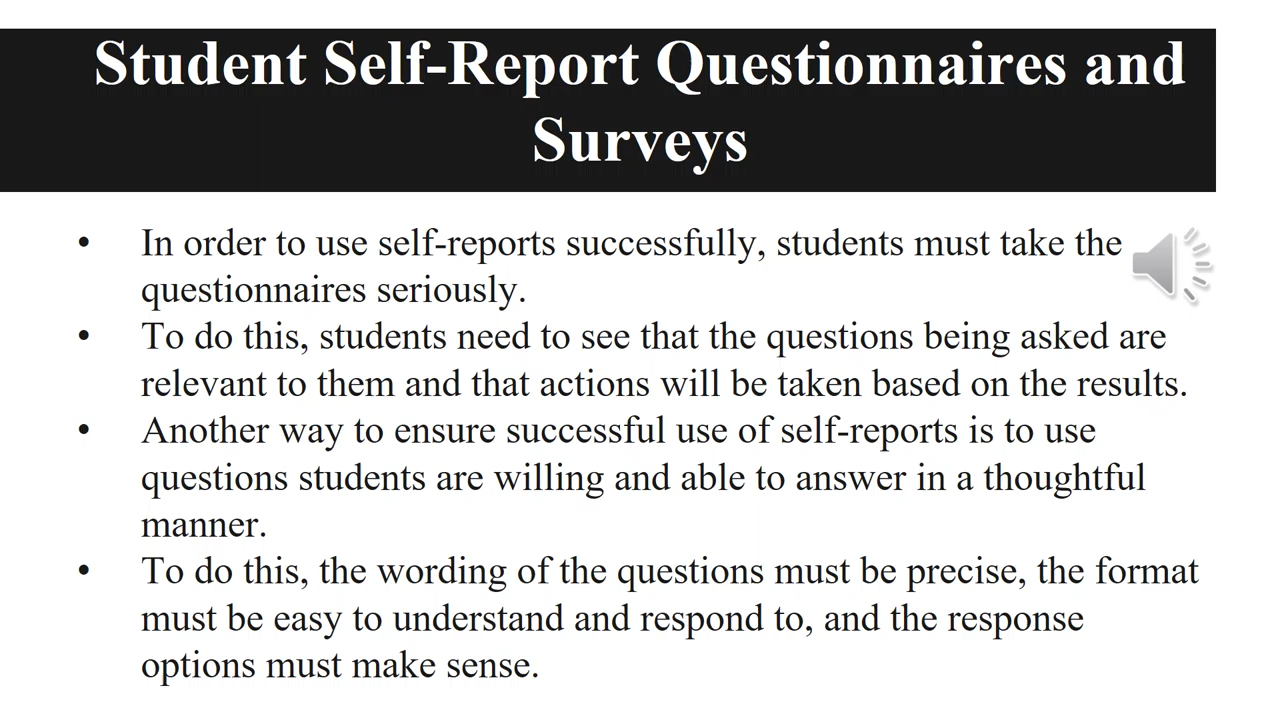 Student Self-Report Questionnaires and
Surveys
• In order to use self-reports successfully, students must take the
questionnaires seriously.
• To do this, students need to see that the questions being asked are
relevant to them and that actions will be taken based on the results.
• Another way to ensure successful use of self-reports is to use
questions students are willing and able to answer in a thoughtful
manner.
• To do this, the wording of the questions must be precise, the format
must be easy to understand and respond to, and the response
options must make sense.